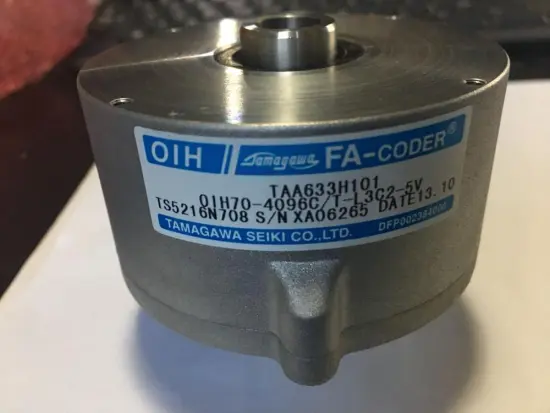 OIH Tamagawa FA-CODER®
TAA633H101
OIH70-4096C/T-L3C2-5V
TS5216N708 S/N XA06265 DATE13.10
TAMAGAWA SEIKI CO.,LTD.